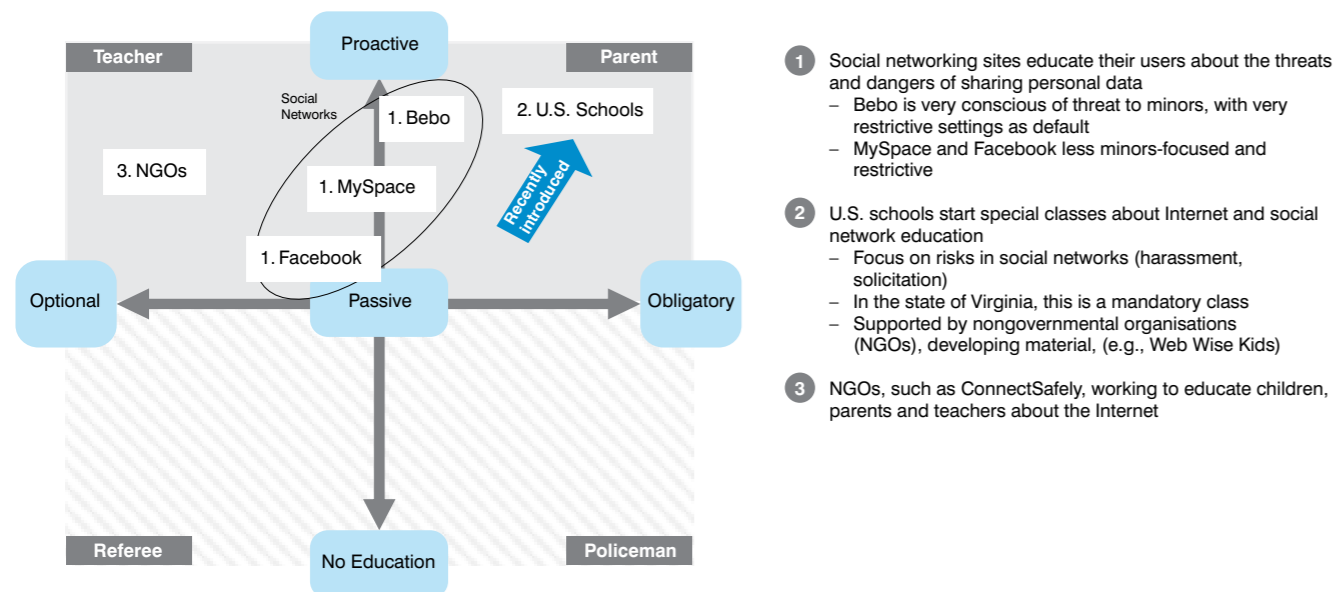 Teacher
Proactive
Parent
Social
Networks
1. Bebo
2. U.S. Schools
3. NGOs
1. MySpace
Recently
introduced
1. Facebook
Optional
Passive
Obligatory
Referee
No Education
Policeman
1 Social networking sites educate their users about the threats
and dangers of sharing personal data
– Bebo is very conscious of threat to minors, with very
restrictive settings as default
– MySpace and Facebook less minors-focused and
restrictive
2 U.S. schools start special classes about Internet and social
network education
– Focus on risks in social networks (harassment,
solicitation)
– In the state of Virginia, this is a mandatory class
– Supported by nongovernmental organisations
(NGOs), developing material, (e.g., Web Wise Kids)
3 NGOs, such as ConnectSafely, working to educate children,
parents and teachers about the Internet